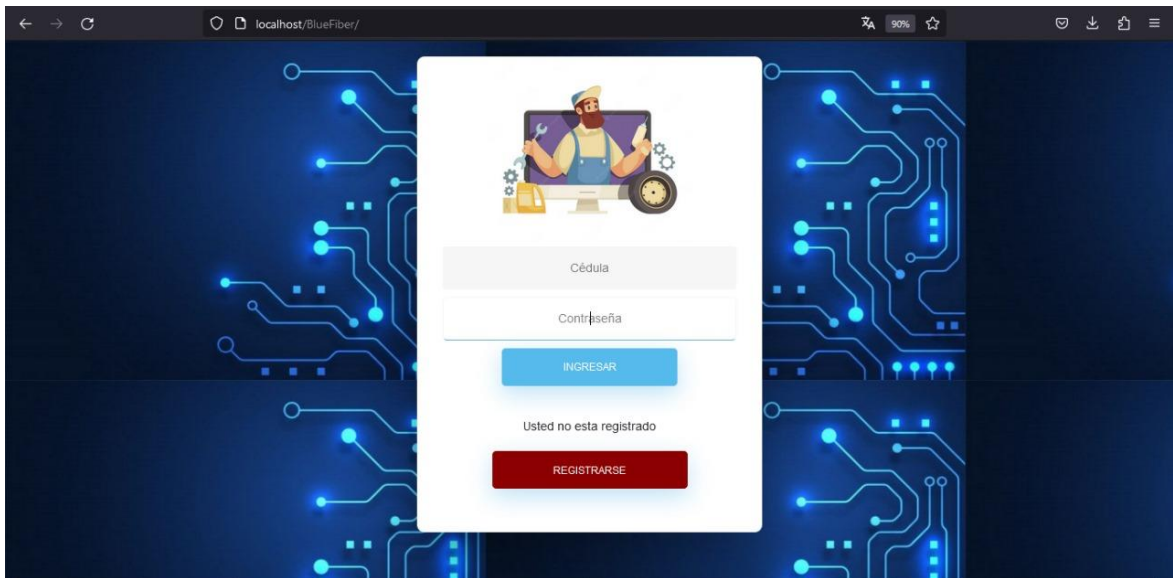 localhost/BlueFiber/
90%
Cédula
Contraseña
INGRESAR
Usted no esta registrado
REGISTRARSE